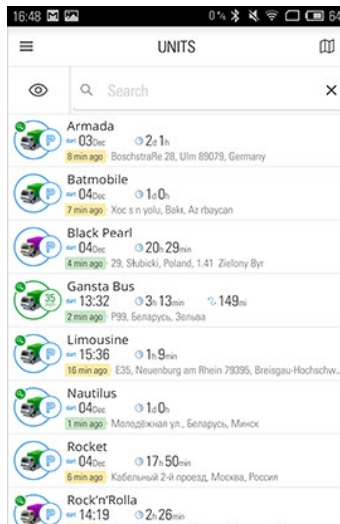 16:48 0% 64
UNITS
Search
Armada
03Dec 2d 1h
8 min ago Boschstraße 28, Ulm 89079, Germany
Batmobile
04Dec 1d 0h
7 min ago Xoc s n yolu, Bakı, Az rbaycan
Black Pearl
04Dec 20h 29min
4 min ago 29, Słubicki, Poland, 1.41 Zielony Byr
Gansta Bus
35 13:32 3h 13min 149mi
2 min ago P99, Беларусь, Зельва
Limousine
15:36 1h 9min
16 min ago E35, Neuenburg am Rhein 79395, Breisgau-Hochschw..
Nautilus
04Dec 1d 0h
1 min ago Молодёжная ул., Беларусь, Минск
Rocket
04Dec 17h 50min
6 min ago Кабельный 2-й проезд, Москва, Россия
Rock'n'Rolla
14:19 2h 26min